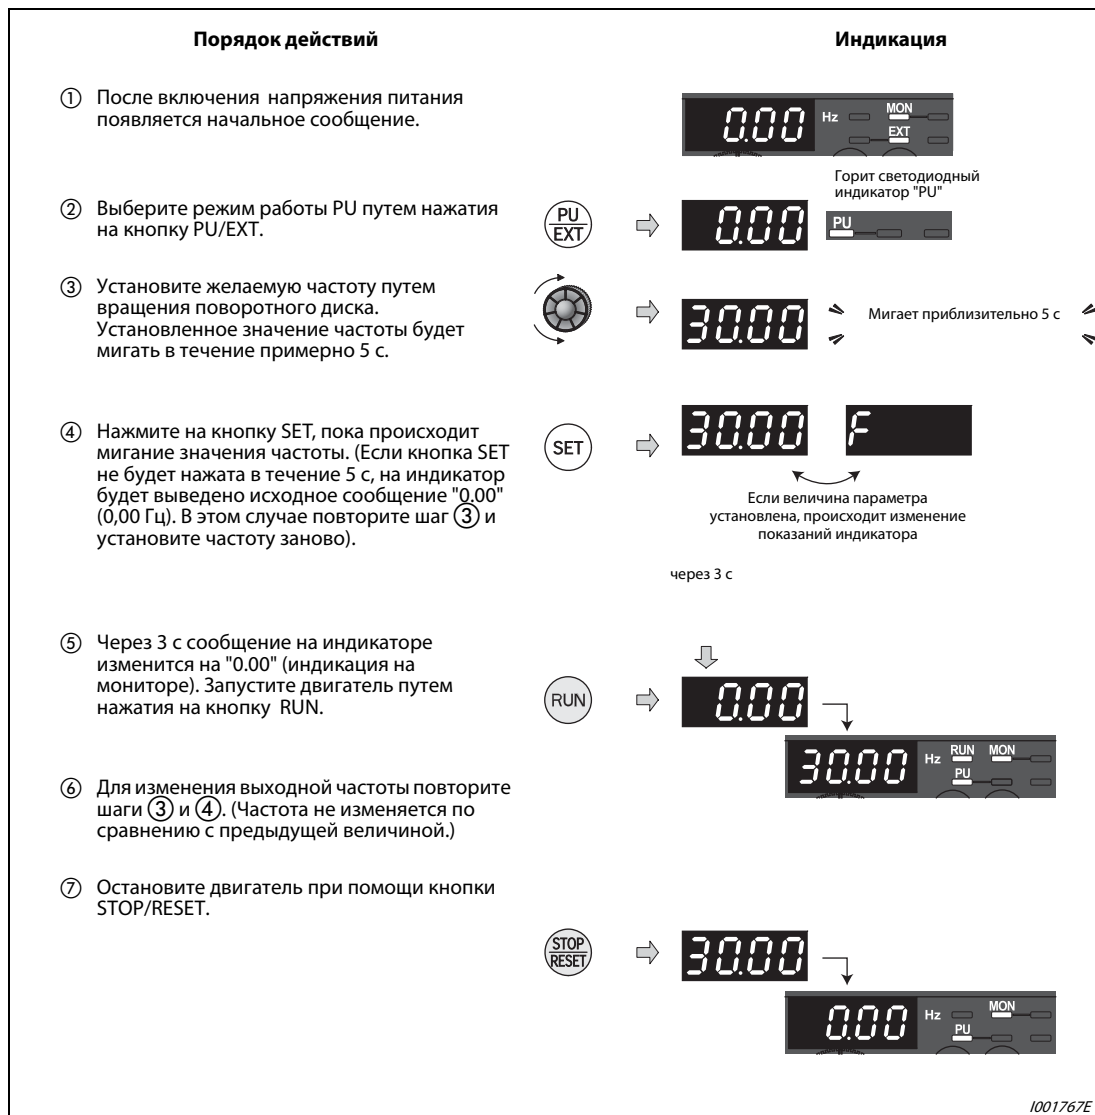 Порядок действий
Индикация
① После включения напряжения питания
появляется начальное сообщение.
0.00 Hz MON
EXT
Горит светодиодный
индикатор "PU"
② Выберите режим работы PU путем нажатия
на кнопку PU/EXT.
PU
EXT
0.00
PU
③ Установите желаемую частоту путем
вращения поворотного диска.
Установленное значение частоты будет
мигать в течение примерно 5 с.
30.00
Мигает приблизительно 5 с
④ Нажмите на кнопку SET, пока происходит
мигание значения частоты. (Если кнопка SET
не будет нажата в течение 5 с, на индикатор
будет выведено исходное сообщение "0.00"
(0,00 Гц). В этом случае повторите шаг ③ и
установите частоту заново).
SET
30.00 F
Если величина параметра
установлена, происходит изменение
показаний индикатора
через 3 с
⑤ Через 3 с сообщение на индикаторе
изменится на "0.00" (индикация на
мониторе). Запустите двигатель путем
нажатия на кнопку RUN.
RUN
0.00
30.00 Hz RUN MON
PU
⑥ Для изменения выходной частоты повторите
шаги ③ и ④. (Частота не изменяется по
сравнению с предыдущей величиной.)
⑦ Остановите двигатель при помощи кнопки
STOP/RESET.
STOP
RESET
30.00
0.00 Hz MON
PU
I001767E